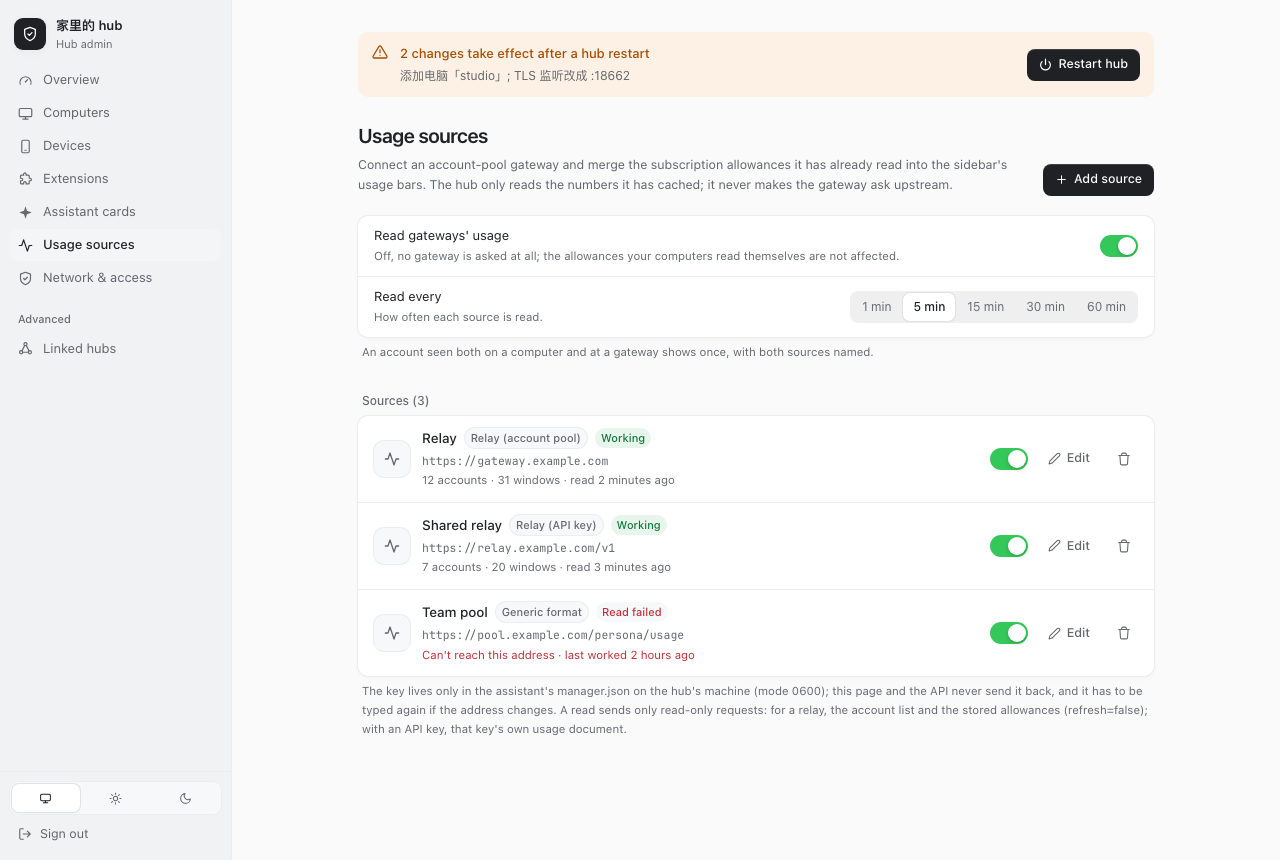 家里的 hub
Hub admin
Overview
Computers
Devices
Extensions
Assistant cards
Usage sources
Network & access
Advanced
Linked hubs
Sign out
2 changes take effect after a hub restart
添加电脑「studio」; TLS 监听改成 :18662
Restart hub
Usage sources
Connect an account-pool gateway and merge the subscription allowances it has already read into the sidebar's
usage bars. The hub only reads the numbers it has cached; it never makes the gateway ask upstream.
Add source
Read gateways' usage
Off, no gateway is asked at all; the allowances your computers read themselves are not affected.
Read every
How often each source is read.
1 min 5 min 15 min 30 min 60 min
An account seen both on a computer and at a gateway shows once, with both sources named.
Sources (3)
Relay Relay (account pool) Working
https://gateway.example.com
12 accounts · 31 windows · read 2 minutes ago
Edit
Shared relay Relay (API key) Working
https://relay.example.com/v1
7 accounts · 20 windows · read 3 minutes ago
Edit
Team pool Generic format Read failed
https://pool.example.com/persona/usage
Can't reach this address · last worked 2 hours ago
Edit
The key lives only in the assistant's manager.json on the hub's machine (mode 0600); this page and the API never send it back, and it has to be
typed again if the address changes. A read sends only read-only requests: for a relay, the account list and the stored allowances (refresh=false);
with an API key, that key's own usage document.